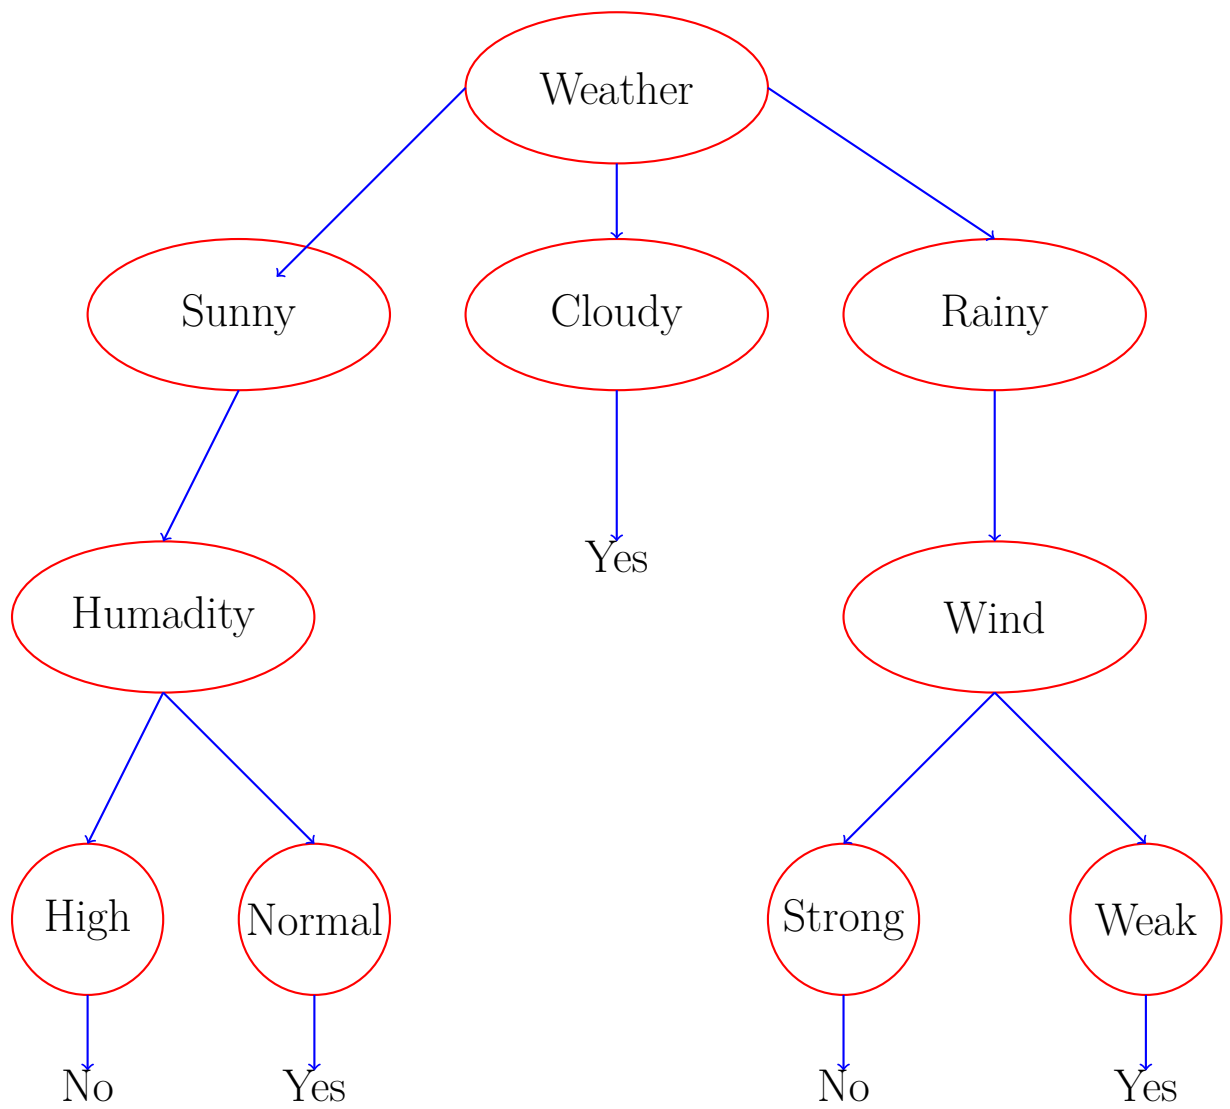 Weather
Sunny Cloudy Rainy
Yes
Humadity Wind
High Normal Strong Weak
No Yes No Yes